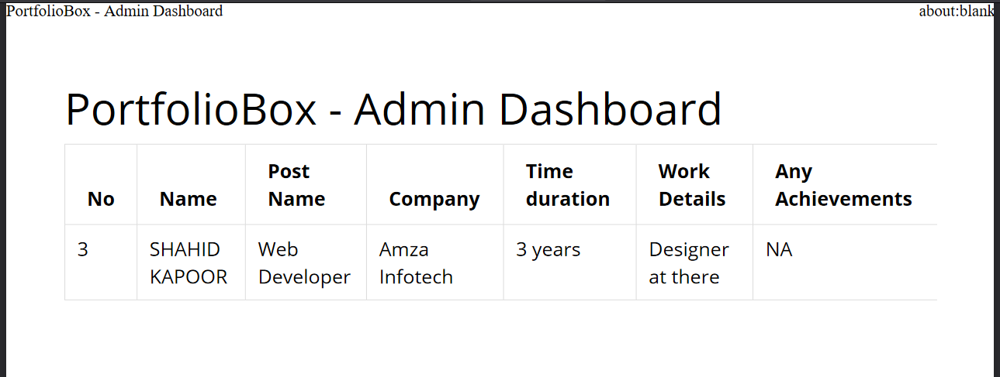 PortfolioBox - Admin Dashboard about:blank
PortfolioBox - Admin Dashboard
No Name Post Name Company Time duration Work Details Any Achievements
3 SHAHID KAPOOR Web Developer Amza Infotech 3 years Designer at there NA